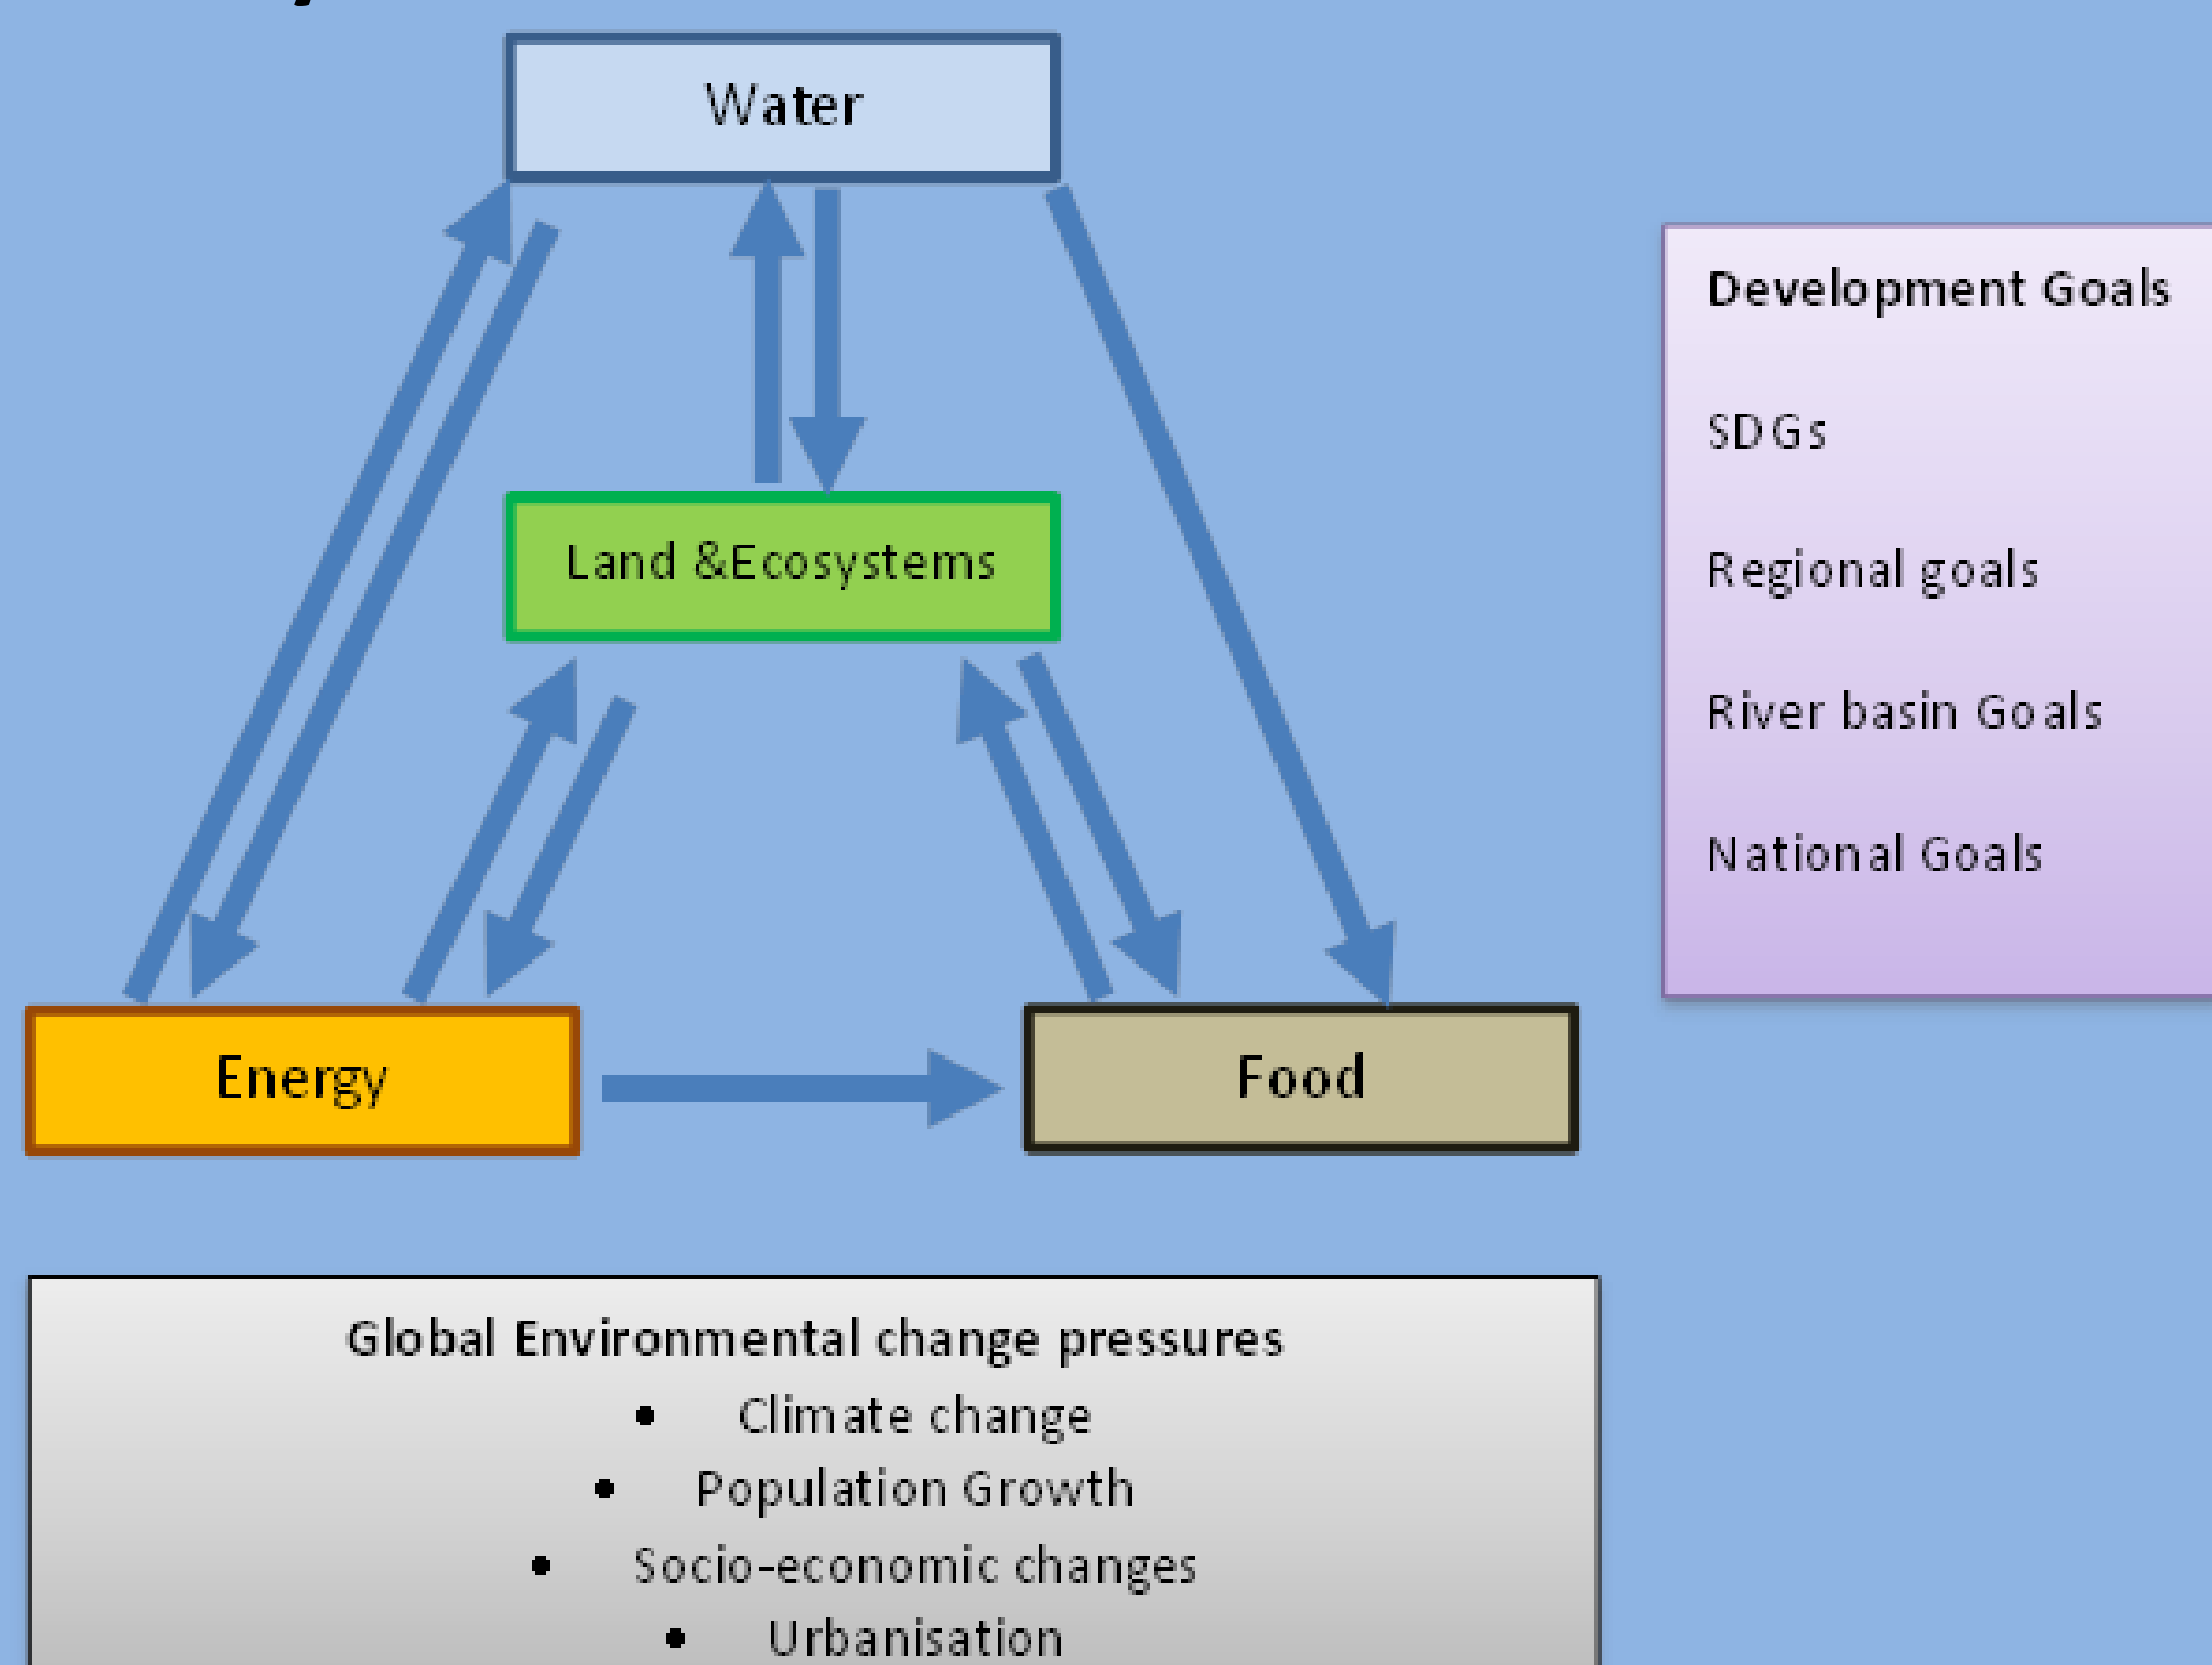 Water
Land &Ecosystems
Energy
Food
Development Goals
SDGs
Regional goals
River basin Goals
National Goals
Global Environmental change pressures
• Climate change
• Population Growth
• Socio-economic changes
• Urbanisation